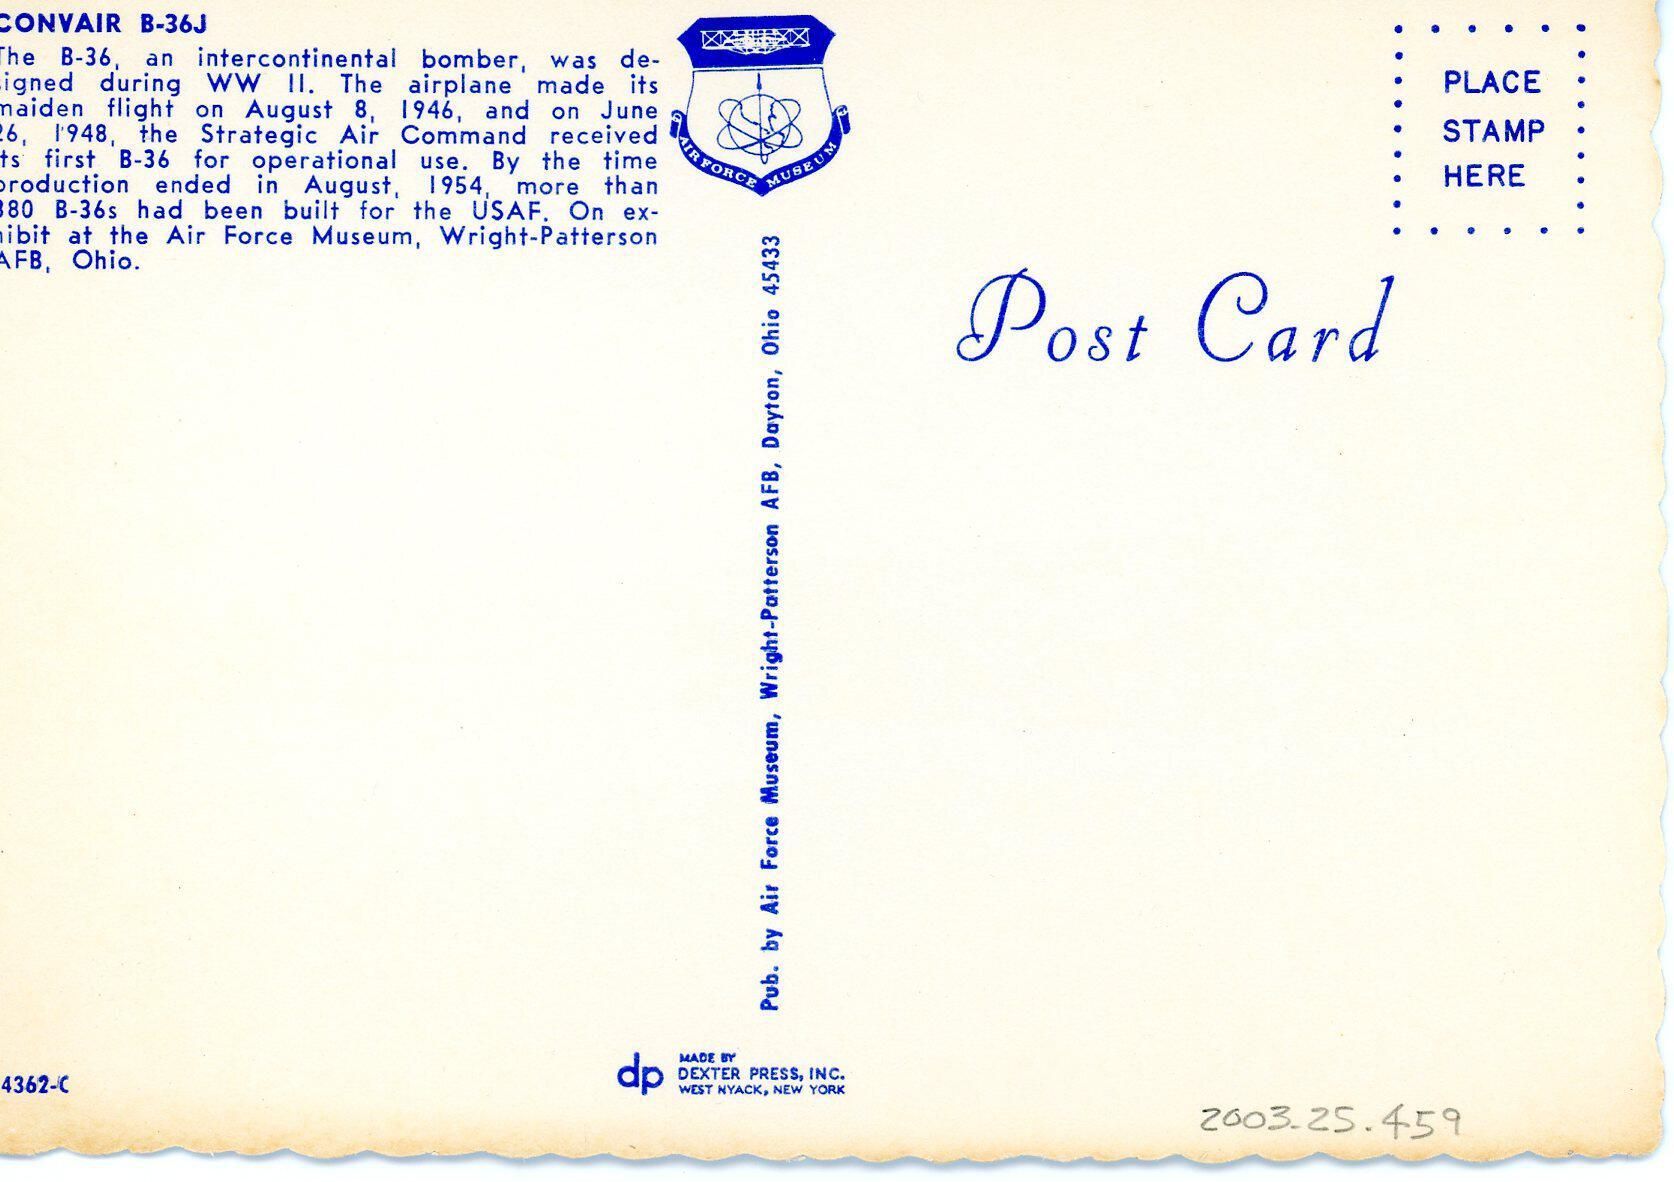 CONVAIR B-36J
The B-36, an intercontinental bomber, was de-
signed during WW II. The airplane made its
maiden flight on August 8, 1946, and on June
26, 1948, the Strategic Air Command received
its first B-36 for operational use. By the time
production ended in August, 1954, more than
380 B-36s had been built for the USAF. On ex-
hibit at the Air Force Museum, Wright-Patterson
AFB, Ohio.
AIR FORCE MUSEUM
PLACE
STAMP
HERE
Post Card
Pub. by Air Force Museum, Wright-Patterson AFB, Dayton, Ohio 45433
4362-C
dp
MADE BY
DEXTER PRESS, INC.
WEST NYACK, NEW YORK
2003.25.459